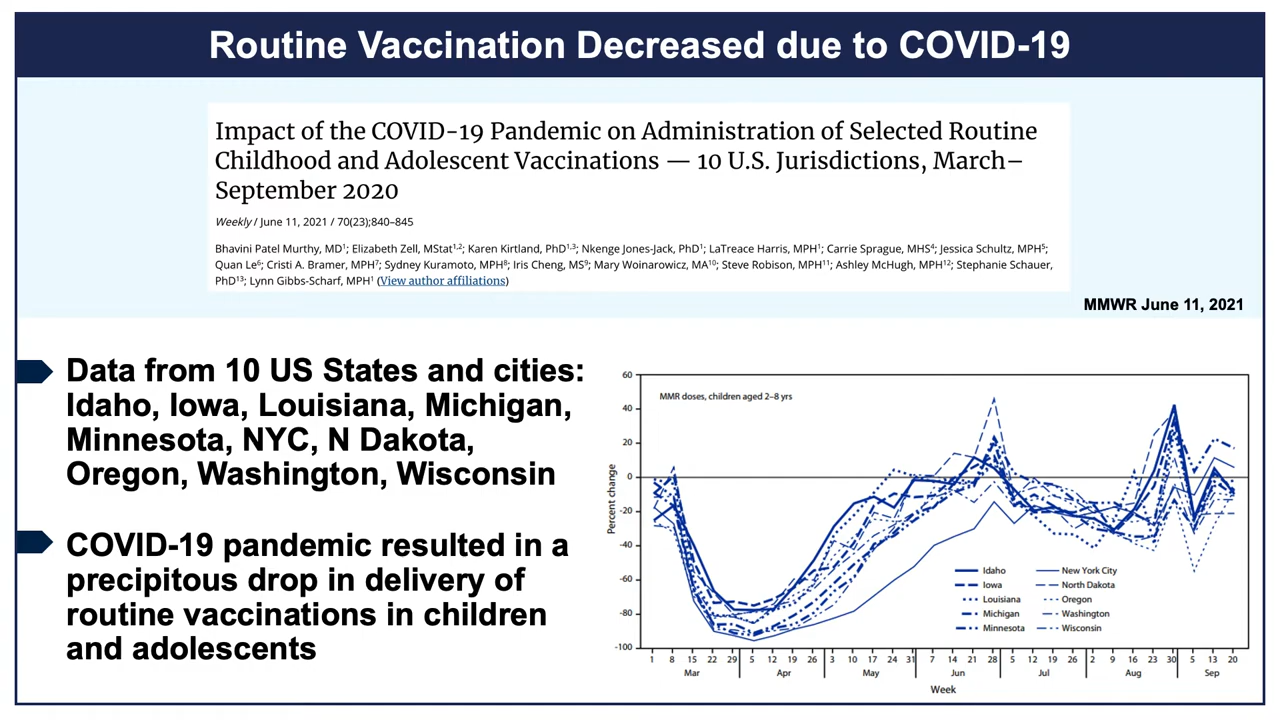 Routine Vaccination Decreased due to COVID-19
Impact of the COVID-19 Pandemic on Administration of Selected Routine
Childhood and Adolescent Vaccinations — 10 U.S. Jurisdictions, March–
September 2020
Weekly / June 11, 2021 / 70(23);840–845
Bhavini Patel Murthy, MD1; Elizabeth Zell, MStat1,2; Karen Kirtland, PhD1,3; Nkenge Jones-Jack, PhD1; LaTreace Harris, MPH1; Carrie Sprague, MHS4; Jessica Schultz, MPH5;
Quan Le6; Cristi A. Bramer, MPH7; Sydney Kuramoto, MPH8; Iris Cheng, MS9; Mary Woinarowicz, MA10; Steve Robison, MPH11; Ashley McHugh, MPH12; Stephanie Schauer,
PhD13; Lynn Gibbs-Scharf, MPH1 (View author affiliations)
MMWR June 11, 2021
Data from 10 US States and cities:
Idaho, Iowa, Louisiana, Michigan,
Minnesota, NYC, N Dakota,
Oregon, Washington, Wisconsin
COVID-19 pandemic resulted in a
precipitous drop in delivery of
routine vaccinations in children
and adolescents
MMR doses, children aged 2–8 yrs
Percent change
60
40
20
0
-20
-40
-60
-80
-100
Idaho
Iowa
Louisiana
Michigan
Minnesota
New York City
North Dakota
Oregon
Washington
Wisconsin
1 8 15 22 29 5 12 19 26 3 10 17 24 31 7 14 21 28 5 12 19 26 2 9 16 23 30 5 13 20
Mar Apr May Jun Jul Aug Sep
Week